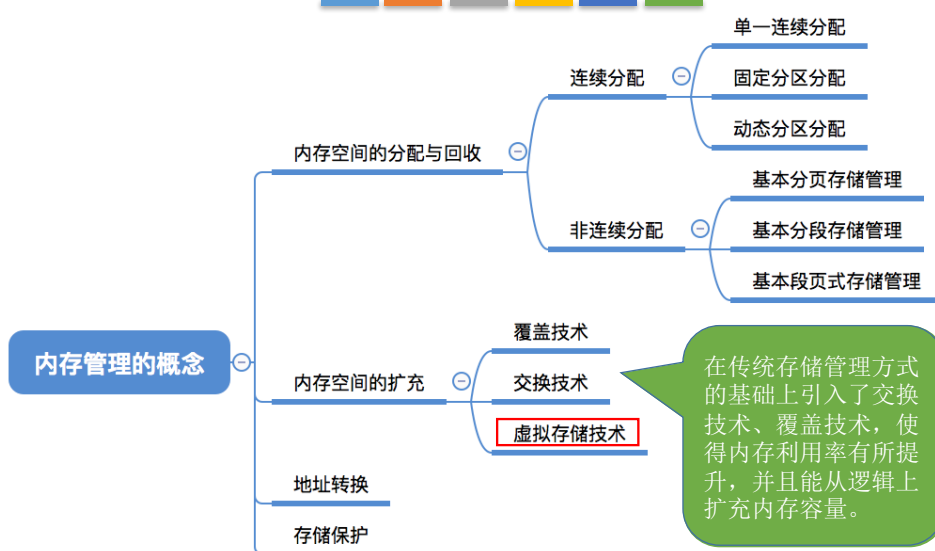 单一连续分配
连续分配
固定分区分配
动态分区分配
内存空间的分配与回收
基本分页存储管理
非连续分配
基本分段存储管理
基本段页式存储管理
内存管理的概念
覆盖技术
内存空间的扩充
交换技术
虚拟存储技术
在传统存储管理方式
的基础上引入了交换
技术、覆盖技术，使
得内存利用率有所提
升，并且能从逻辑上
扩充内存容量。
地址转换
存储保护